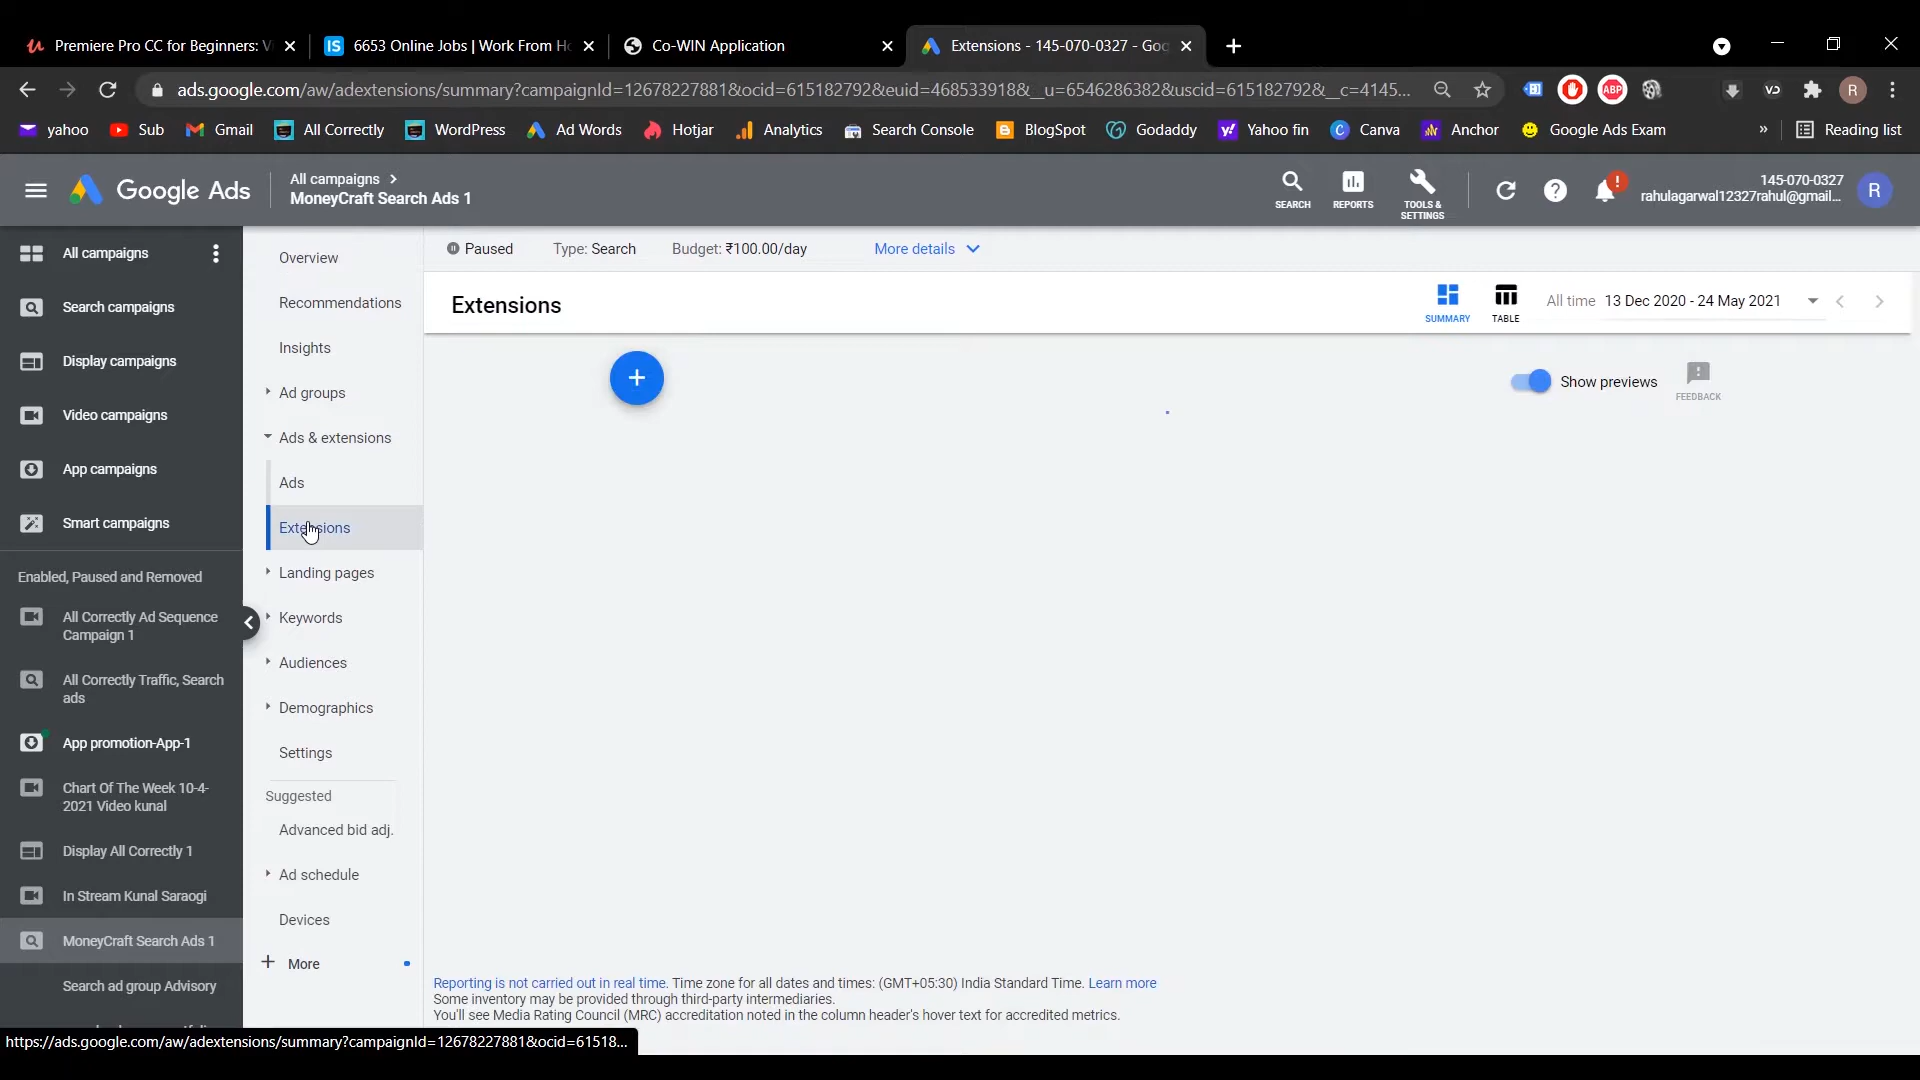 Premiere Pro CC for Beginners: V
6653 Online Jobs | Work From Ho
Co-WIN Application
Extensions - 145-070-0327 - Goo
ads.google.com/aw/adextensions/summary?campaignId=12678227881&ocid=615182792&euid=468533918&__u=6546286382&uscid=615182792&__c=4145...
yahoo
Sub
Gmail
All Correctly
WordPress
Ad Words
Hotjar
Analytics
Search Console
BlogSpot
Godaddy
Yahoo fin
Canva
Anchor
Google Ads Exam
»
Reading list
Google Ads
All campaigns >
MoneyCraft Search Ads 1
SEARCH
REPORTS
TOOLS &
SETTINGS
145-070-0327
rahulagarwal12327rahul@gmail...
R
All campaigns
Search campaigns
Display campaigns
Video campaigns
App campaigns
Smart campaigns
Enabled, Paused and Removed
All Correctly Ad Sequence
Campaign 1
All Correctly Traffic, Search
ads
App promotion-App-1
Chart Of The Week 10-4-
2021 Video kunal
Display All Correctly 1
In Stream Kunal Saraogi
MoneyCraft Search Ads 1
Search ad group Advisory
Overview
Recommendations
Insights
Ad groups
Ads & extensions
Ads
Extensions
Landing pages
Keywords
Audiences
Demographics
Settings
Suggested
Advanced bid adj.
Ad schedule
Devices
+ More
Paused
Type: Search
Budget: ₹100.00/day
More details
Extensions
SUMMARY
TABLE
All time 13 Dec 2020 - 24 May 2021
Show previews
FEEDBACK
Reporting is not carried out in real time. Time zone for all dates and times: (GMT+05:30) India Standard Time. Learn more
Some inventory may be provided through third-party intermediaries.
You'll see Media Rating Council (MRC) accreditation noted in the column header's hover text for accredited metrics.
https://ads.google.com/aw/adextensions/summary?campaignId=12678227881&ocid=61518...